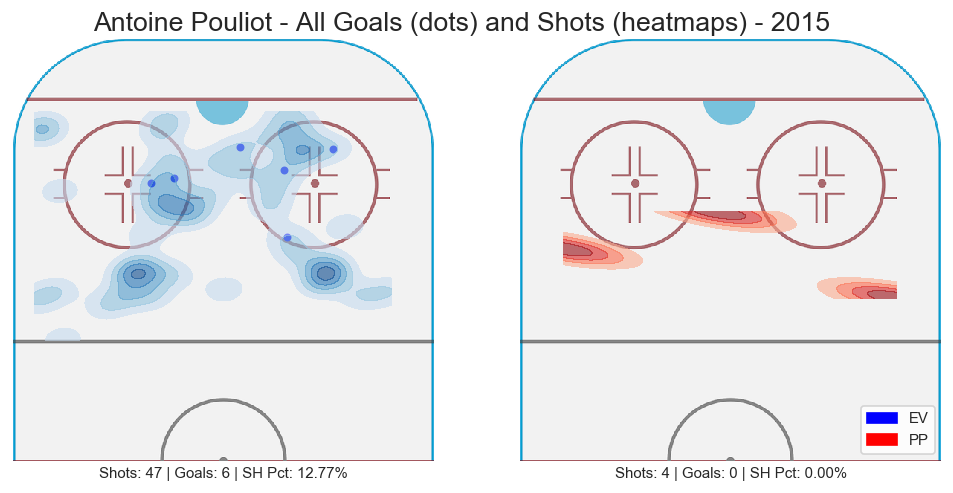 Antoine Pouliot - All Goals (dots) and Shots (heatmaps) - 2015
EV
PP
Shots: 47 | Goals: 6 | SH Pct: 12.77%
Shots: 4 | Goals: 0 | SH Pct: 0.00%